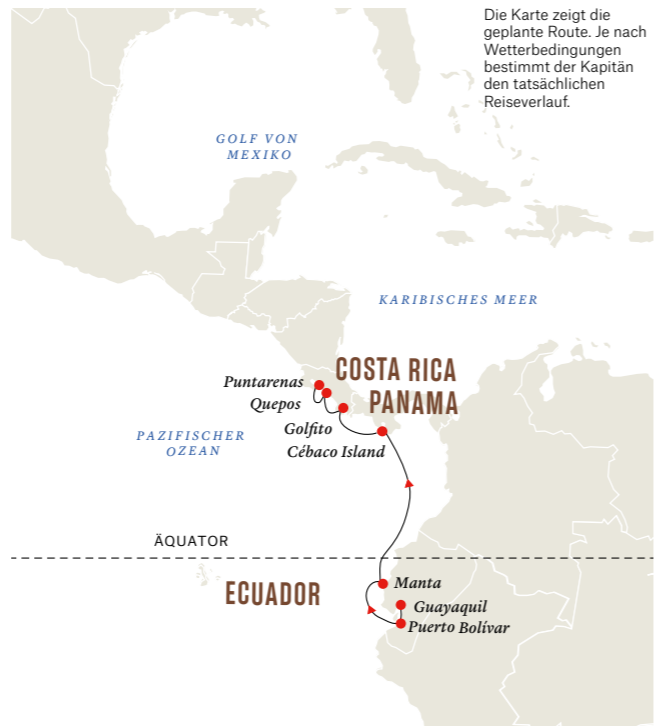 Die Karte zeigt die
geplante Route. Je nach
Wetterbedingungen
bestimmt der Kapitän
den tatsächlichen
Reiseverlauf.
GOLF VON
MEXIKO
KARIBISCHES MEER
COSTA RICA
Puntarenas
PANAMA
Quepos
Golfito
PAZIFISCHER
OZEAN
Cébaco Island
ÄQUATOR
Manta
ECUADOR
Guayaquil
Puerto Bolívar